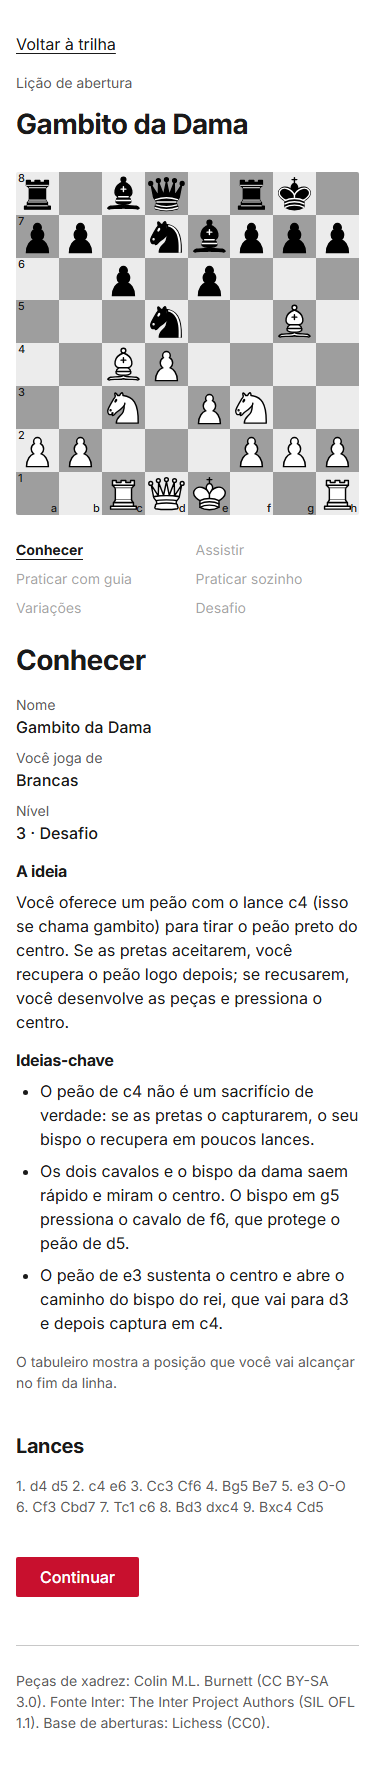 Voltar à trilha
Lição de abertura
Gambito da Dama
8
7
6
5
4
3
2
1
a b c d e f g h
Conhecer Assistir
Praticar com guia Praticar sozinho
Variações Desafio
Conhecer
Nome
Gambito da Dama
Você joga de
Brancas
Nível
3 · Desafio
A ideia
Você oferece um peão com o lance c4 (isso
se chama gambito) para tirar o peão preto do
centro. Se as pretas aceitarem, você
recupera o peão logo depois; se recusarem,
você desenvolve as peças e pressiona o
centro.
Ideias-chave
• O peão de c4 não é um sacrifício de
verdade: se as pretas o capturarem, o seu
bispo o recupera em poucos lances.
• Os dois cavalos e o bispo da dama saem
rápido e miram o centro. O bispo em g5
pressiona o cavalo de f6, que protege o
peão de d5.
• O peão de e3 sustenta o centro e abre o
caminho do bispo do rei, que vai para d3
e depois captura em c4.
O tabuleiro mostra a posição que você vai alcançar
no fim da linha.
Lances
1. d4 d5 2. c4 e6 3. Cc3 Cf6 4. Bg5 Be7 5. e3 O-O
6. Cf3 Cbd7 7. Tc1 c6 8. Bd3 dxc4 9. Bxc4 Cd5
Continuar
Peças de xadrez: Colin M.L. Burnett (CC BY-SA
3.0). Fonte Inter: The Inter Project Authors (SIL OFL
1.1). Base de aberturas: Lichess (CC0).